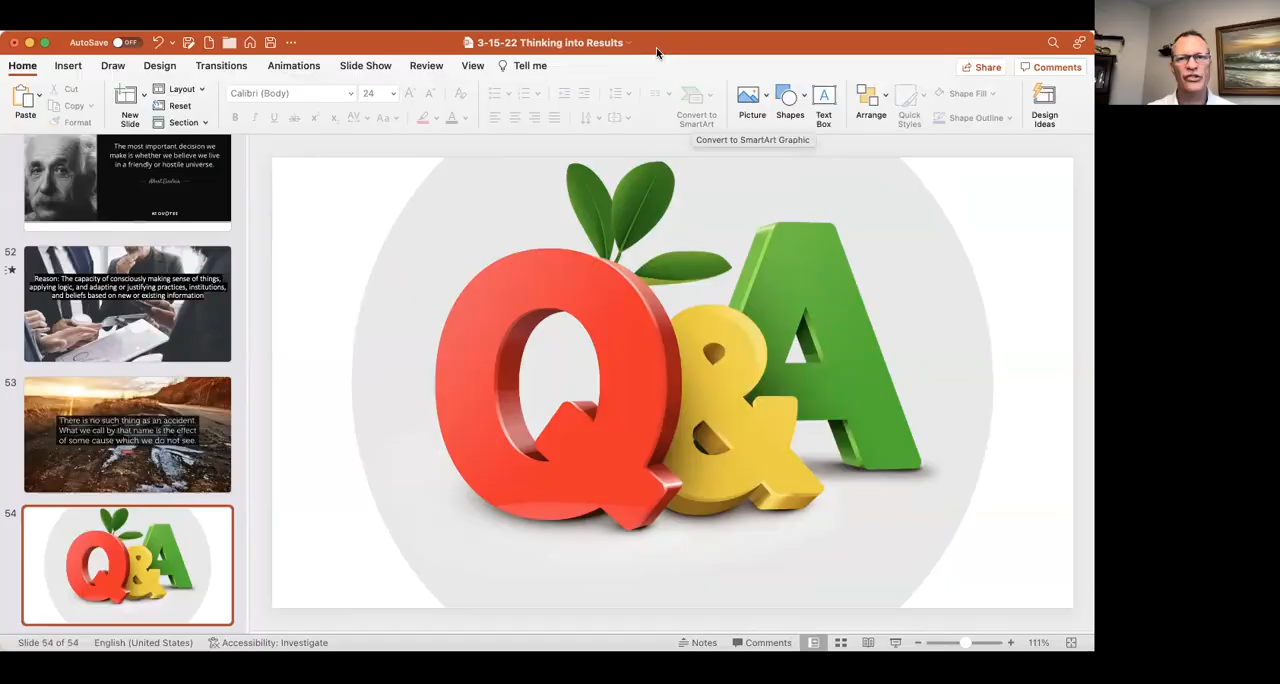 AutoSave OFF
3-15-22 Thinking into Results
Home Insert Draw Design Transitions Animations Slide Show Review View Tell me
Share Comments
Paste
Cut
Copy
Format
New
Slide
Layout
Reset
Section
Calibri (Body) 24
Convert to
SmartArt
Picture
Shapes
Text
Box
Arrange
Quick
Styles
Shape Fill
Shape Outline
Design
Ideas
Convert to SmartArt Graphic
The most important decision we
make is whether we believe we live
in a friendly or hostile universe.
Albert Einstein
AZ QUOTES
52
Reason: The capacity of consciously making sense of things,
applying logic, and adapting or justifying practices, institutions,
and beliefs based on new or existing information
53
There is no such thing as an accident.
What we call by that name is the effect
of some cause which we do not see.
54
Q&A
Q&A
Slide 54 of 54 English (United States) Accessibility: Investigate
Notes Comments 111%